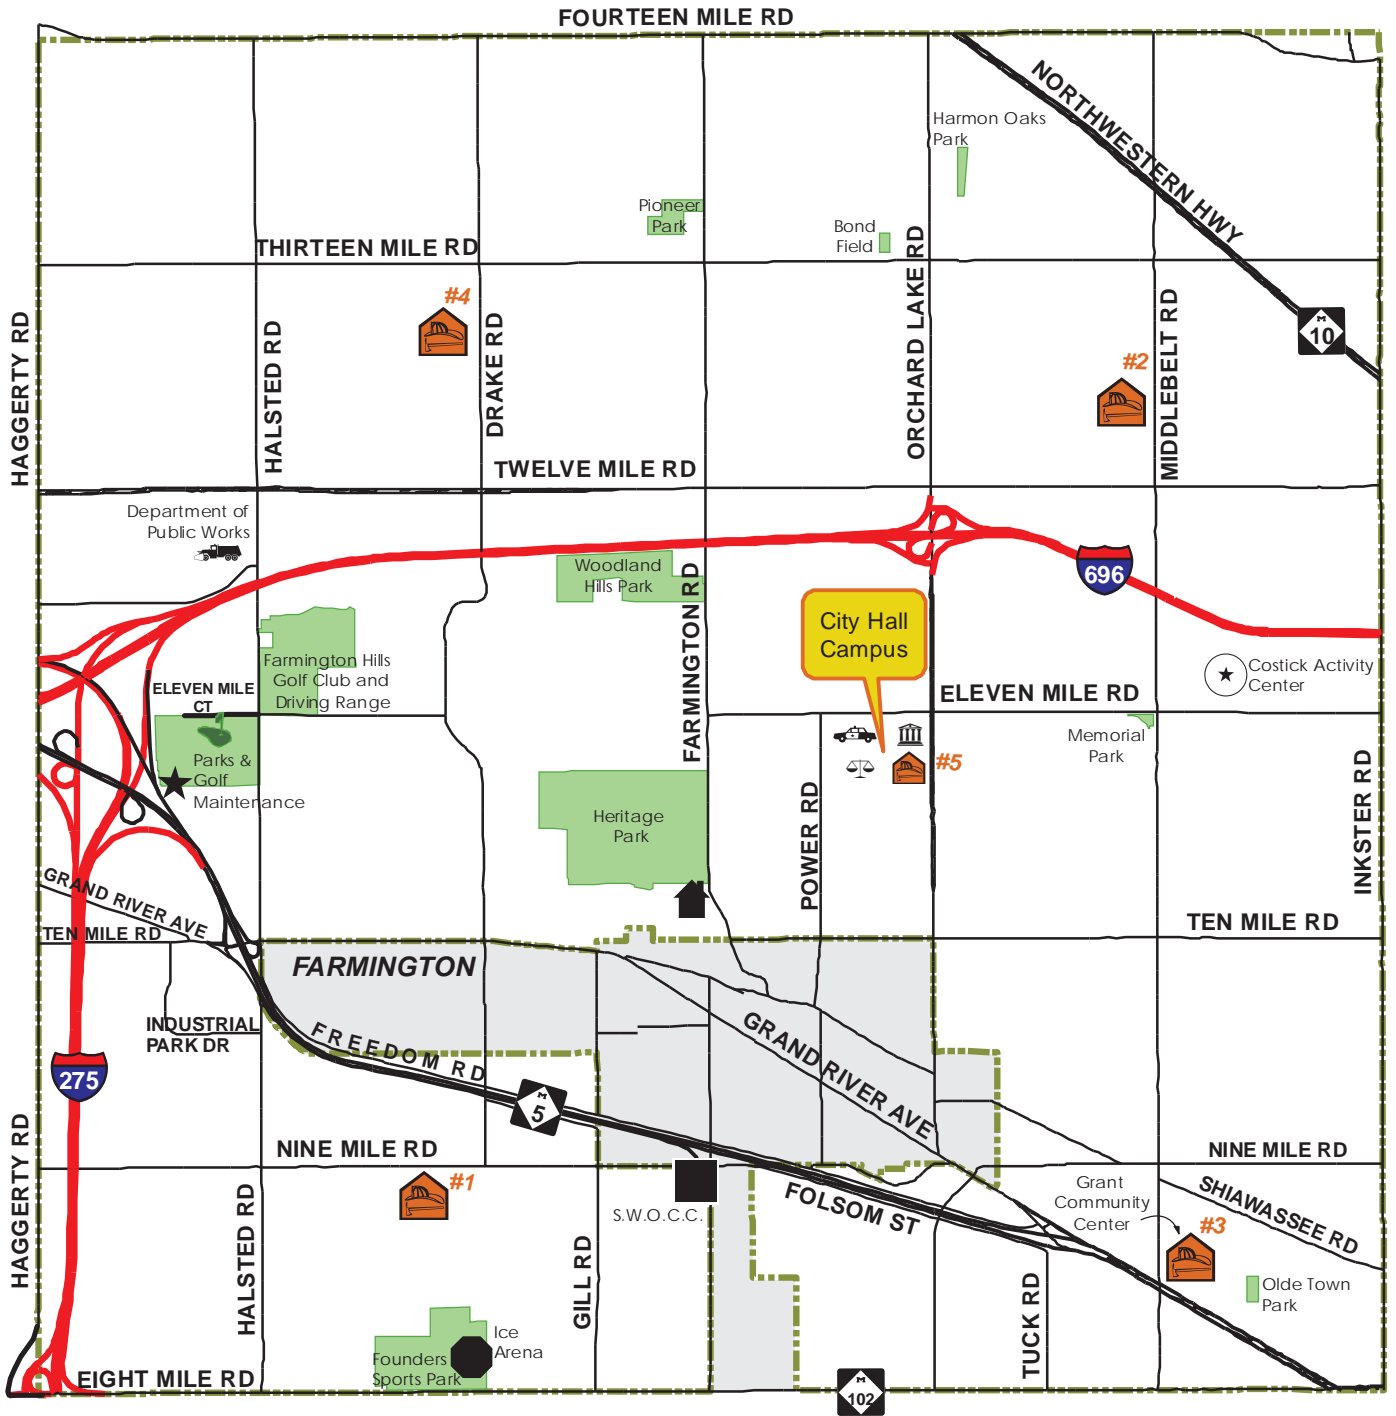 FOURTEEN MILE RD
NORTHWESTERN HWY
Harmon Oaks
Park
Pioneer
Park
Bond
Field
THIRTEEN MILE RD
HAGGERTY RD
HALSTED RD
#4
DRAKE RD
ORCHARD LAKE RD
#2
MIDDLEBELT RD
M
10
TWELVE MILE RD
Department of
Public Works
Woodland
Hills Park
FARMINGTON RD
696
City Hall
Campus
Farmington Hills
Golf Club and
Driving Range
ELEVEN MILE
CT
ELEVEN MILE RD
Costick Activity
Center
Memorial
Park
Parks &
Golf
Maintenance
#5
Heritage
Park
POWER RD
INKSTER RD
GRAND RIVER AVE
TEN MILE RD
TEN MILE RD
FARMINGTON
INDUSTRIAL
PARK DR
FREEDOM RD
GRAND RIVER AVE
275
M
5
HAGGERTY RD
NINE MILE RD
NINE MILE RD
#1
HALSTED RD
S.W.O.C.C.
FOLSOM ST
Grant
Community
Center
#3
SHIAWASSEE RD
GILL RD
TUCK RD
Olde Town
Park
Ice
Arena
Founders
Sports Park
EIGHT MILE RD
M
102